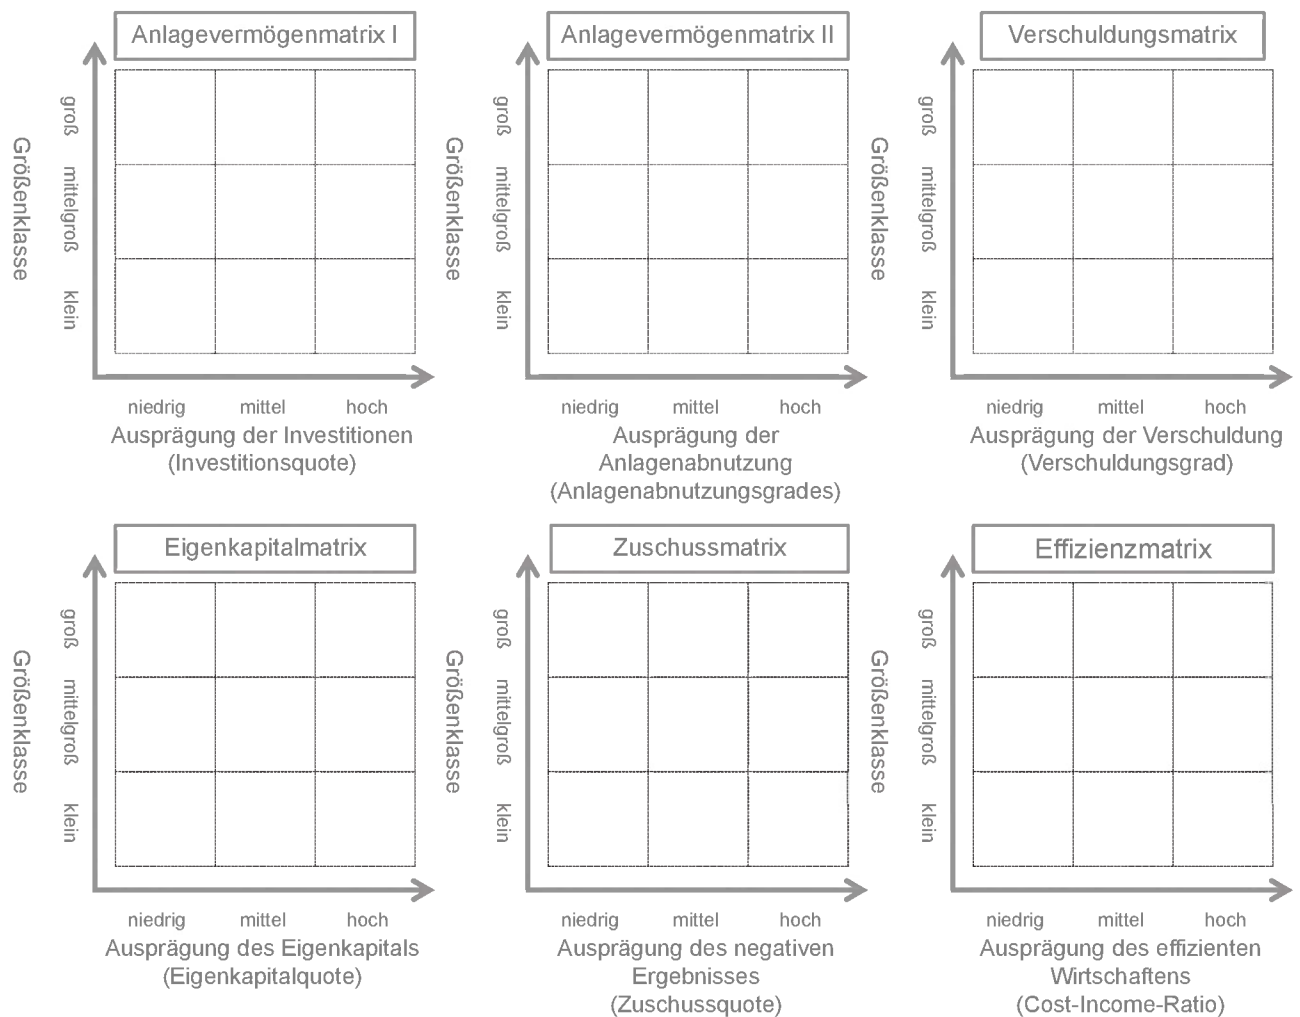 Anlagevermögenmatrix I
Größenklasse
groß
mittelgroß
klein
niedrig mittel hoch
Ausprägung der Investitionen
(Investitionsquote)
Anlagevermögenmatrix II
Größenklasse
groß
mittelgroß
klein
niedrig mittel hoch
Ausprägung der
Anlagenabnutzung
(Anlagenabnutzungsgrades)
Verschuldungsmatrix
Größenklasse
groß
mittelgroß
klein
niedrig mittel hoch
Ausprägung der Verschuldung
(Verschuldungsgrad)
Eigenkapitalmatrix
Größenklasse
groß
mittelgroß
klein
niedrig mittel hoch
Ausprägung des Eigenkapitals
(Eigenkapitalquote)
Zuschussmatrix
Größenklasse
groß
mittelgroß
klein
niedrig mittel hoch
Ausprägung des negativen
Ergebnisses
(Zuschussquote)
Effizienzmatrix
Größenklasse
groß
mittelgroß
klein
niedrig mittel hoch
Ausprägung des effizienten
Wirtschaftens
(Cost-Income-Ratio)